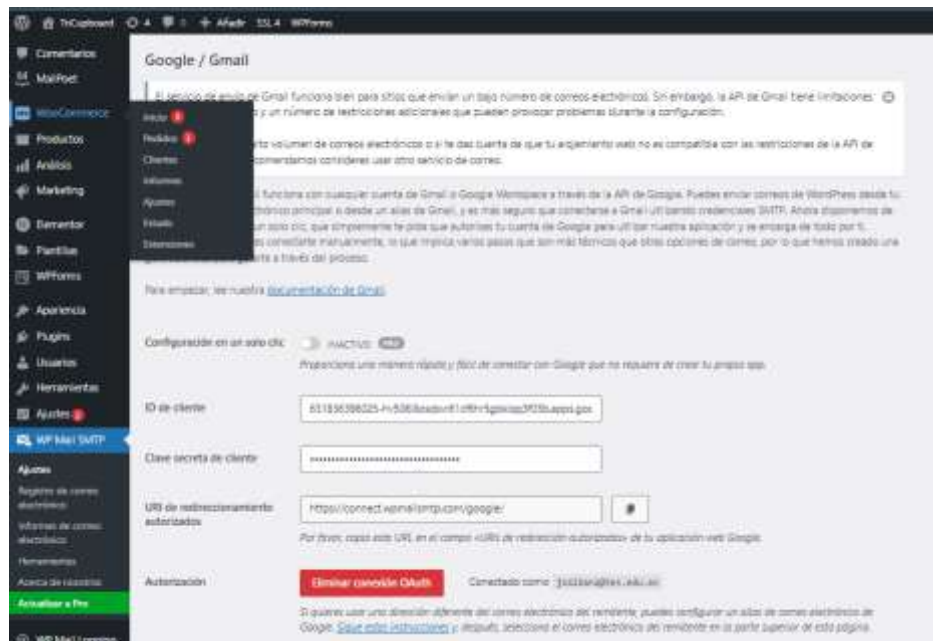 TriCupboard 4 Añadir SSL 4 WPForms
Comentarios
MailPoet
WooCommerce
Productos
Análisis
Marketing
Elementor
Plantillas
WPForms
Apariencia
Plugins
Usuarios
Herramientas
Ajustes
WP Mail SMTP
Ajustes
Registro de correo
electrónico
Informes de correo
electrónico
Herramientas
Acerca de nosotros
Actualizar a Pro
WP Mail Logging
Inicio
Pedidos
Clientes
Informes
Ajustes
Estado
Extensiones
Google / Gmail
El servicio de envío de Gmail funciona bien para sitios que envían un bajo número de correos electrónicos. Sin embargo, la API de Gmail tiene limitaciones
y un número de restricciones adicionales que pueden provocar problemas durante la configuración.
volumen de correos electrónicos o si te das cuenta de que tu alojamiento web no es compatible con las restricciones de la API de
consideres usar otro servicio de correo.
funciona con cualquier cuenta de Gmail o Google Workspace a través de la API de Google. Puedes enviar correos de WordPress desde tu
principal o desde un alias de Gmail, y es más seguro que conectarse a Gmail utilizando credenciales SMTP. Ahora disponemos de
un solo clic, que simplemente te pide que autorices tu cuenta de Google para utilizar nuestra aplicación y se encarga de todo por ti.
conectarte manualmente, lo que implica varios pasos que son más técnicos que otras opciones de correo, por lo que hemos creado una
a través del proceso.
Para empezar, lee nuestra documentación de Gmail.
Configuración en un solo clic INACTIVO PRO
Proporciona una manera rápida y fácil de conectar con Google que no requiere de crear tu propia app.
ID de cliente
Clave secreta de cliente
URI de redireccionamiento
autorizados
https://connect.wpmailsmtp.com/google/
Por favor, copia esta URL en el campo «URIs de redirección autorizados» de tu aplicación web Google.
Autorización Eliminar conexión OAuth Conectado como
Si quieres usar una dirección diferente del correo electrónico del remitente, puedes configurar un alias de correo electrónico de
Google. Sigue estas instrucciones y, después, selecciona el correo electrónico del remitente en la parte superior de esta página.